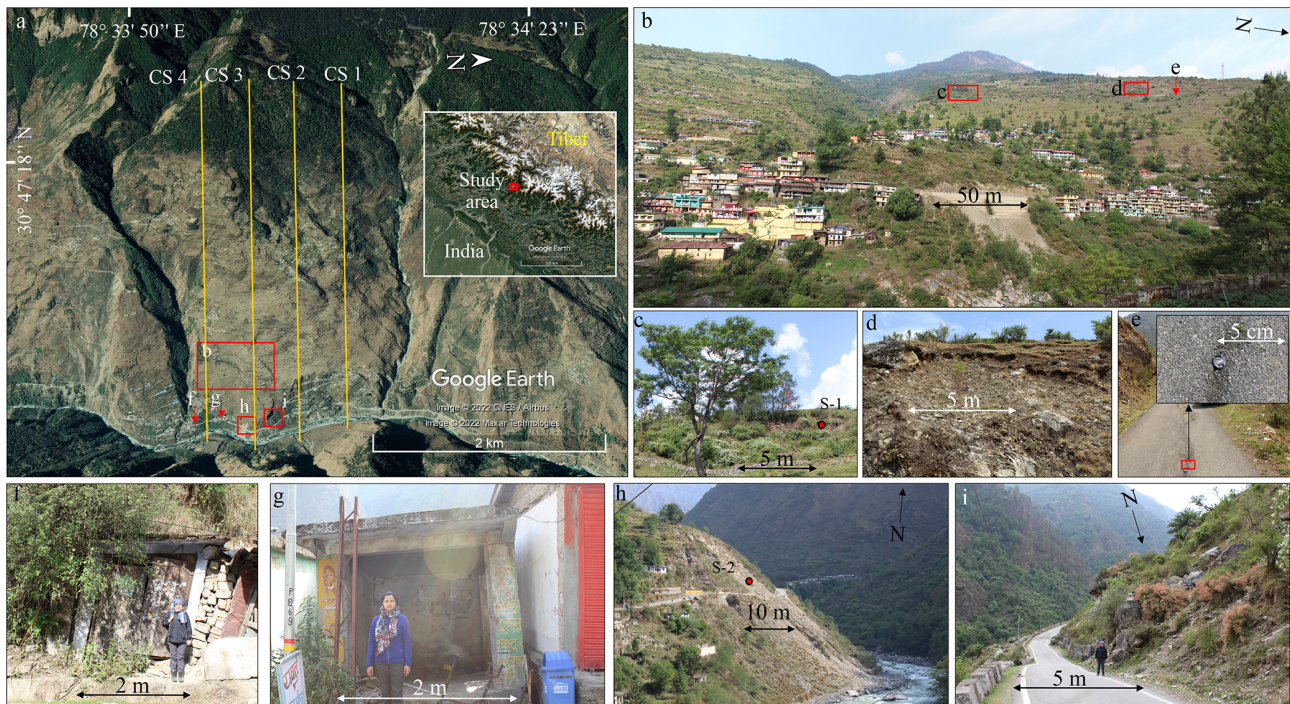 a
78° 33' 50’’ E
78° 34' 23’’ E
30° 47' 18’’ N
CS 4
CS 3
CS 2
CS 1
N
Tibet
Study
area
India
Google Earth
b
f
g
h
i
Google Earth
Image © 2022 CNES / Airbus
Image © 2022 Maxar Technologies
2 km
b
N
c
d
e
50 m
c
S-1
5 m
d
5 m
e
5 cm
f
2 m
g
2 m
h
N
S-2
10 m
i
N
5 m